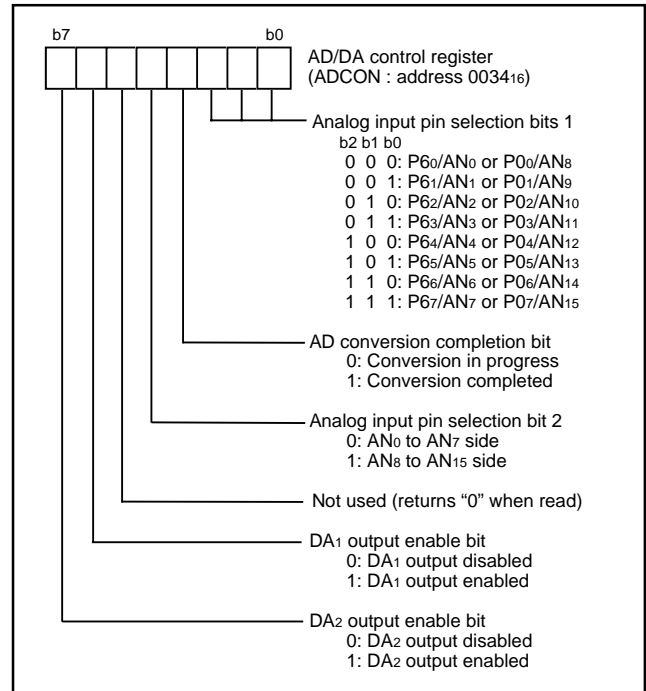 b7 b0
AD/DA control register
(ADCON : address 003416)
Analog input pin selection bits 1
b2 b1 b0
0 0 0: P60/AN0 or P00/AN8
0 0 1: P61/AN1 or P01/AN9
0 1 0: P62/AN2 or P02/AN10
0 1 1: P63/AN3 or P03/AN11
1 0 0: P64/AN4 or P04/AN12
1 0 1: P65/AN5 or P05/AN13
1 1 0: P66/AN6 or P06/AN14
1 1 1: P67/AN7 or P07/AN15
AD conversion completion bit
0: Conversion in progress
1: Conversion completed
Analog input pin selection bit 2
0: AN0 to AN7 side
1: AN8 to AN15 side
Not used (returns “0” when read)
DA1 output enable bit
0: DA1 output disabled
1: DA1 output enabled
DA2 output enable bit
0: DA2 output disabled
1: DA2 output enabled